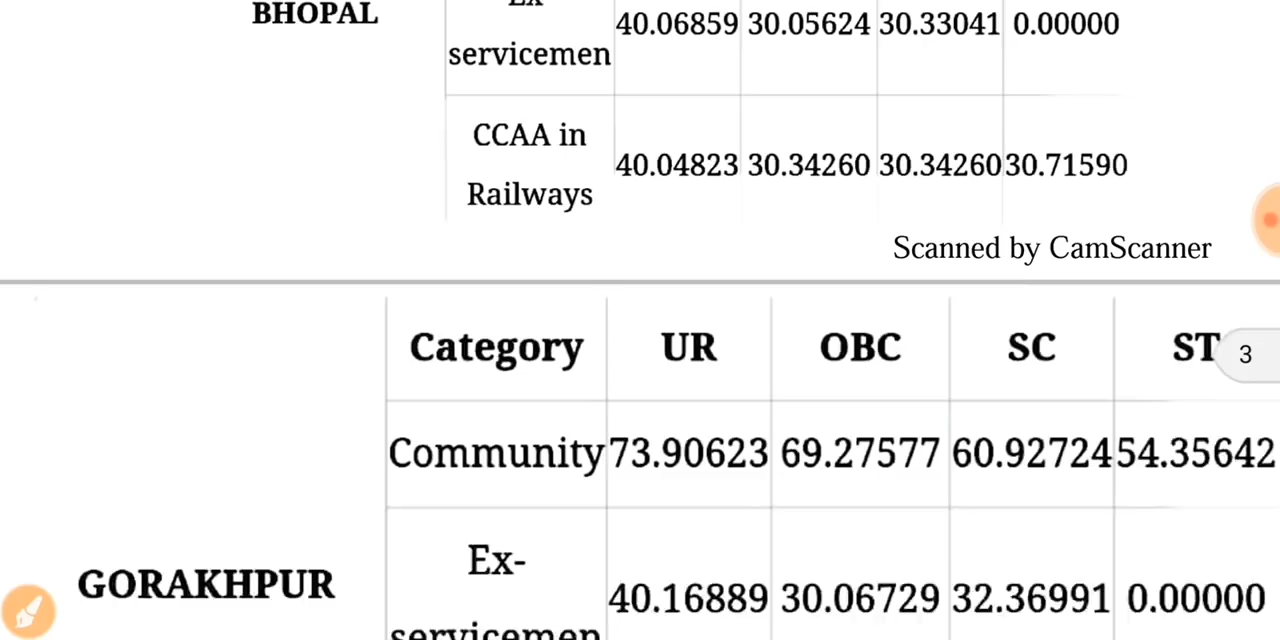 BHOPAL
Ex-
servicemen
40.06859 30.05624 30.33041 0.00000
CCAA in
Railways
40.04823 30.34260 30.34260 30.71590
Scanned by CamScanner
Category UR OBC SC ST
3
Community 73.90623 69.27577 60.92724 54.35642
GORAKHPUR
Ex-
servicemen
40.16889 30.06729 32.36991 0.00000